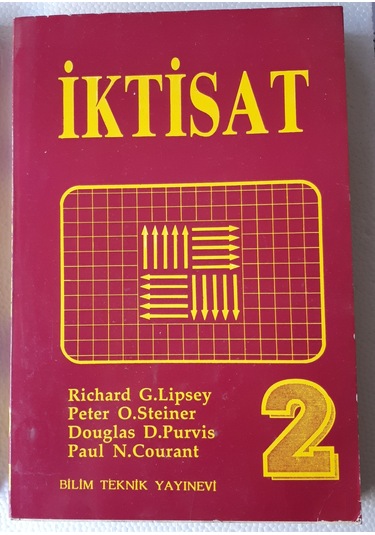 İKTİSAT
Richard G.Lipsey
Peter O.Steiner
Douglas D.Purvis
Paul N.Courant
2
BİLİM TEKNİK YAYINEVİ